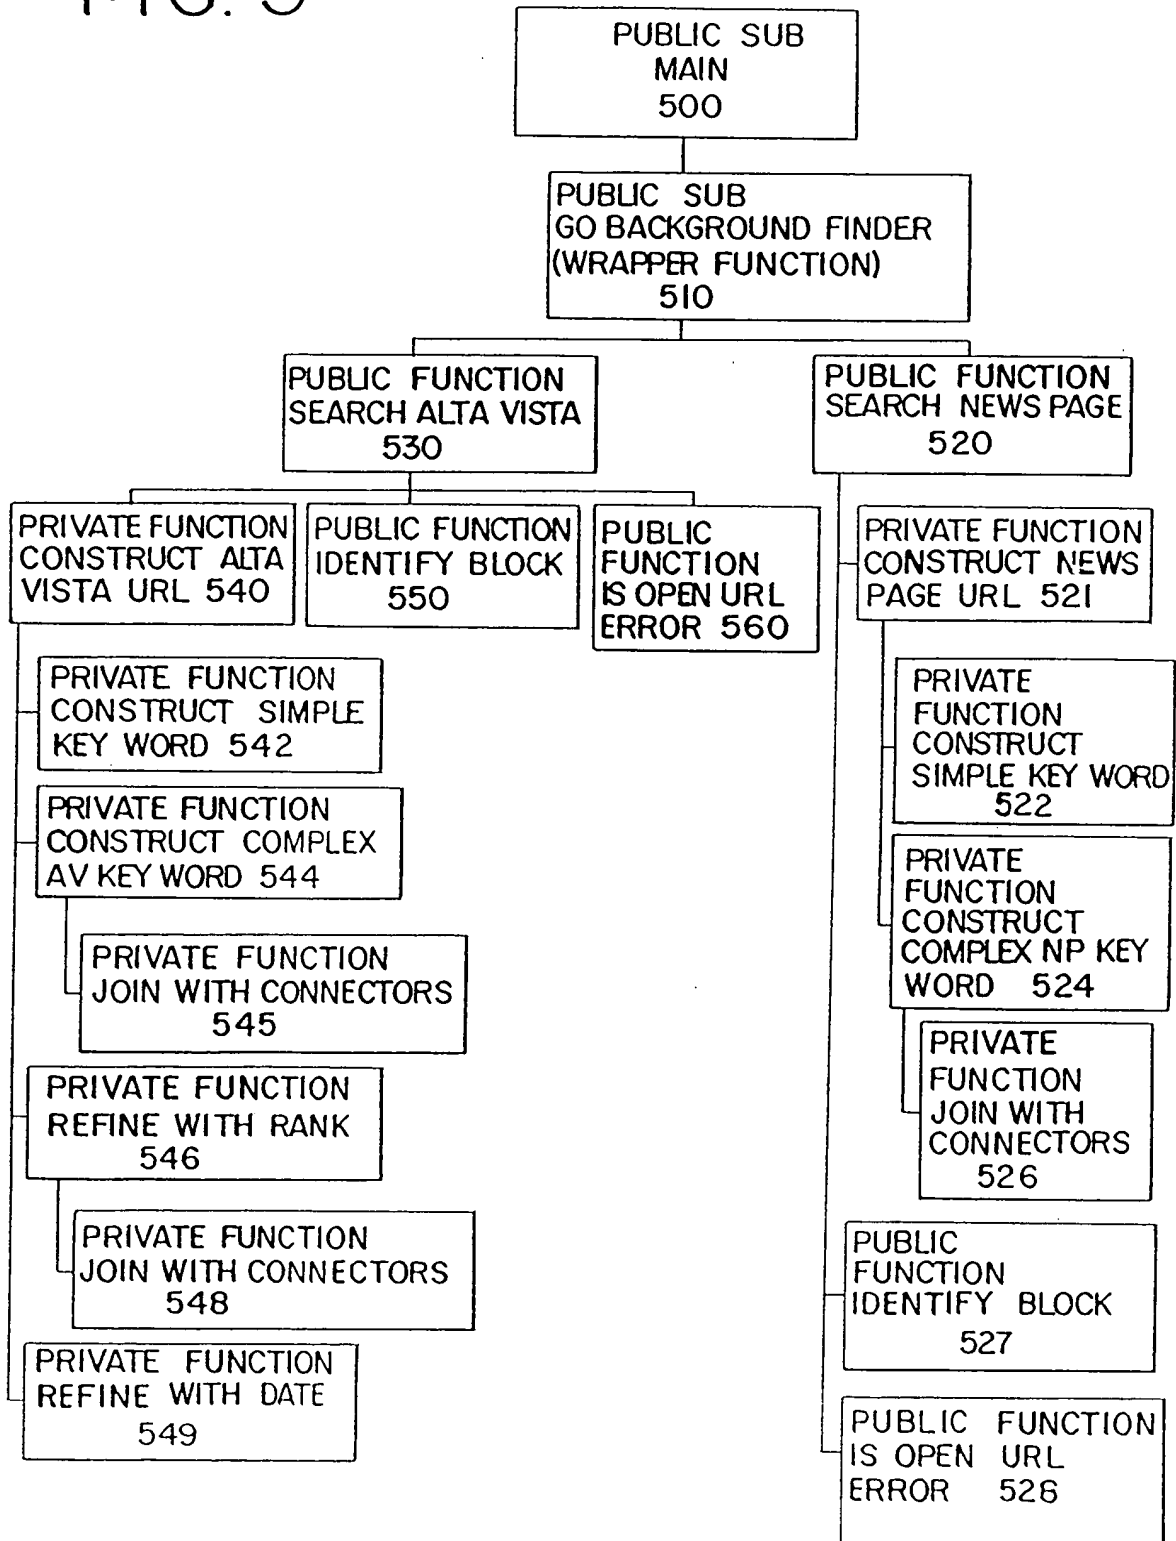 FIG. 5
PUBLIC SUB
MAIN
500
PUBLIC SUB
GO BACKGROUND FINDER
(WRAPPER FUNCTION)
510
PUBLIC FUNCTION
SEARCH ALTA VISTA
530
PUBLIC FUNCTION
SEARCH NEWS PAGE
520
PRIVATE FUNCTION
CONSTRUCT ALTA
VISTA URL 540
PUBLIC FUNCTION
IDENTIFY BLOCK
550
PUBLIC
FUNCTION
IS OPEN URL
ERROR 560
PRIVATE FUNCTION
CONSTRUCT SIMPLE
KEY WORD 542
PRIVATE FUNCTION
CONSTRUCT COMPLEX
AV KEY WORD 544
PRIVATE FUNCTION
JOIN WITH CONNECTORS
545
PRIVATE FUNCTION
REFINE WITH RANK
546
PRIVATE FUNCTION
JOIN WITH CONNECTORS
548
PRIVATE FUNCTION
REFINE WITH DATE
549
PRIVATE FUNCTION
CONSTRUCT NEWS
PAGE URL 521
PRIVATE
FUNCTION
CONSTRUCT
SIMPLE KEY WORD
522
PRIVATE
FUNCTION
CONSTRUCT
COMPLEX NP KEY
WORD 524
PRIVATE
FUNCTION
JOIN WITH
CONNECTORS
526
PUBLIC
FUNCTION
IDENTIFY BLOCK
527
PUBLIC FUNCTION
IS OPEN URL
ERROR 528